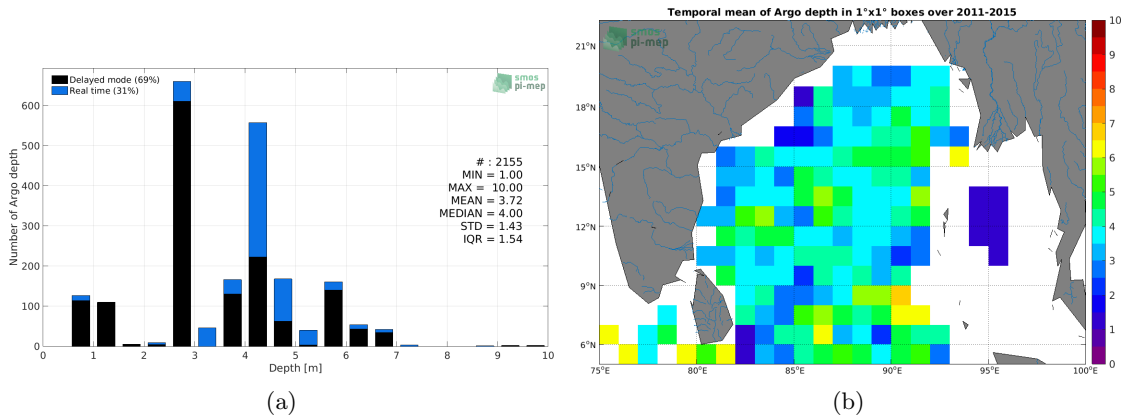 Delayed mode (69%)
Real time (31%)
smos
pi-mep
Number of Argo depth
600
500
400
300
200
100
0
# : 2155
MIN = 1.00
MAX = 10.00
MEAN = 3.72
MEDIAN = 4.00
STD = 1.43
IQR = 1.54
0 1 2 3 4 5 6 7 8 9 10
Depth [m]
(a)
Temporal mean of Argo depth in 1°x1° boxes over 2011-2015
smos
pi-mep
21°N
18°N
15°N
12°N
9°N
6°N
75°E 80°E 85°E 90°E 95°E 100°E
10
9
8
7
6
5
4
3
2
1
0
(b)